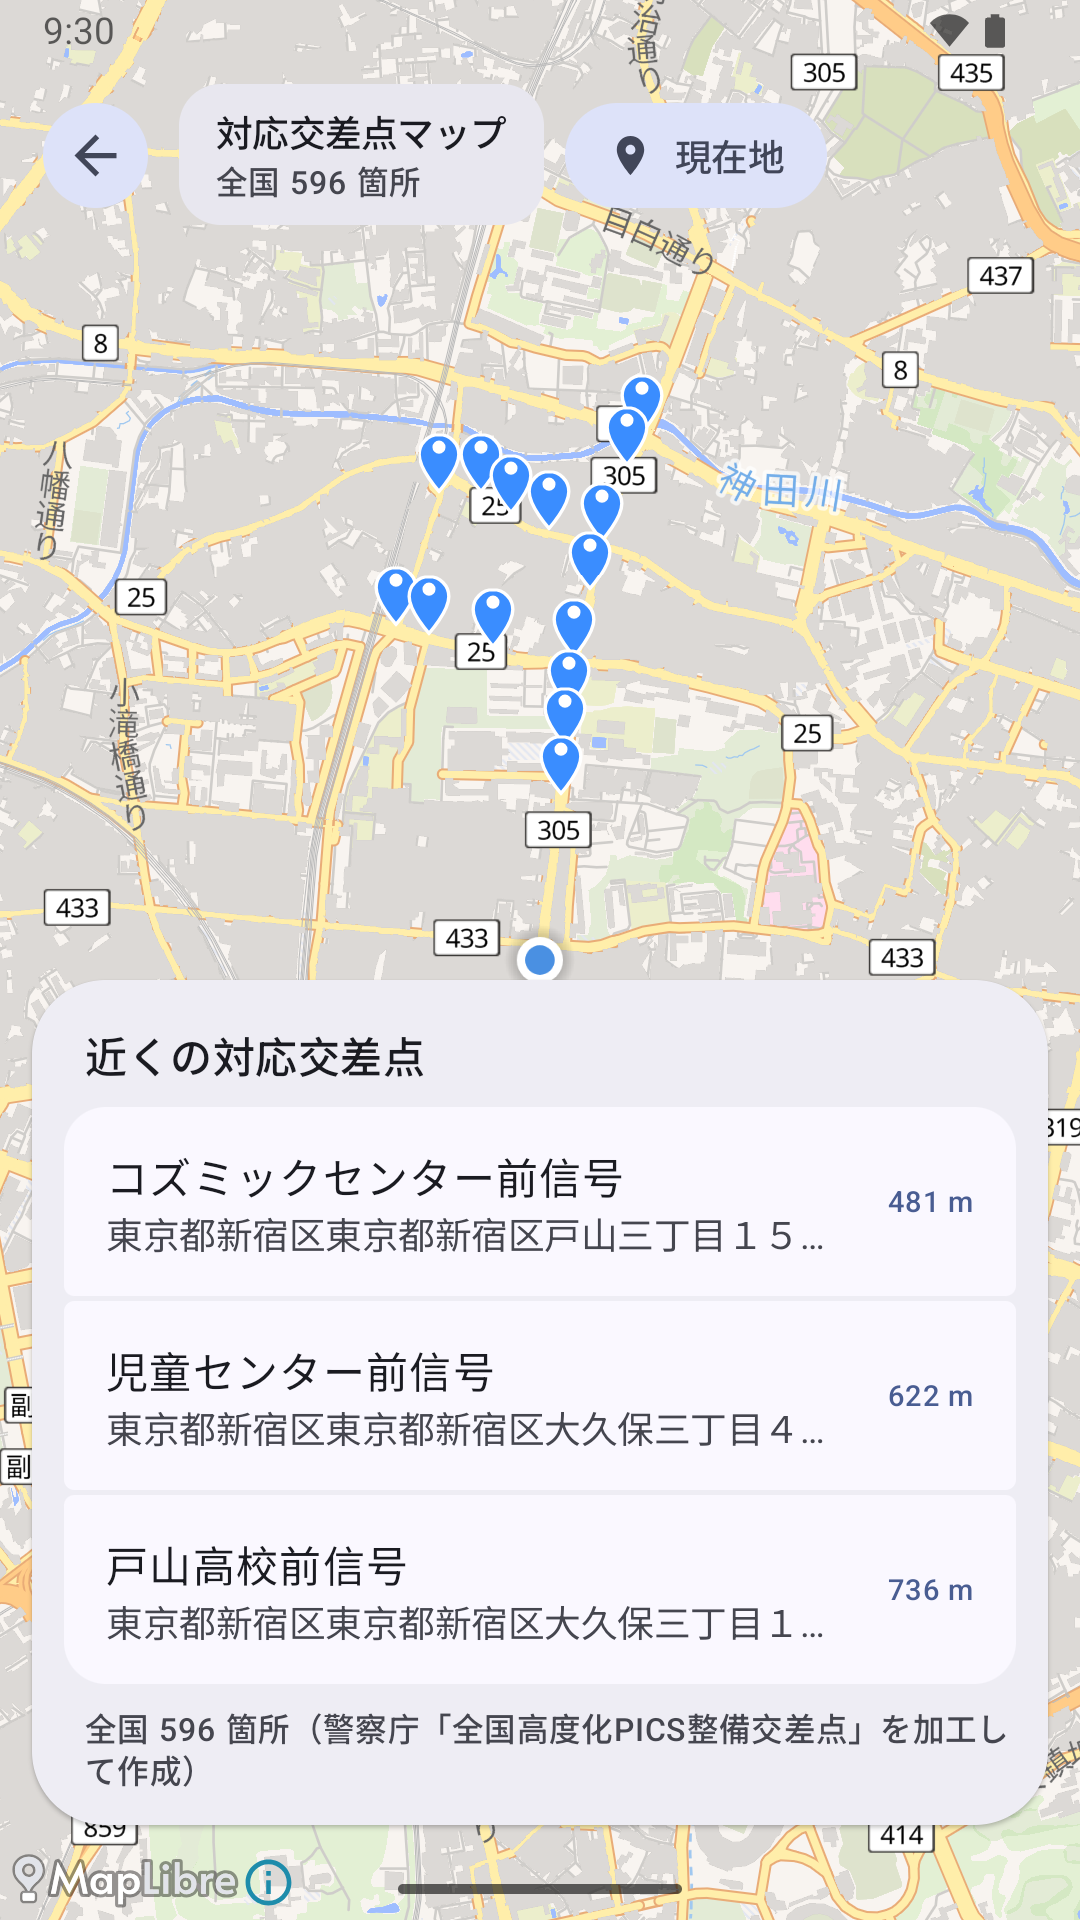 9:30
治通り
305
435
対応交差点マップ
全国 596 箇所
現在地
目白通り
437
8
8
305
神田川
八幡通り
25
25
25
小滝橋通り
25
305
433
433
433
近くの対応交差点
コズミックセンター前信号
東京都新宿区東京都新宿区戸山三丁目１５...
481 m
319
児童センター前信号
東京都新宿区東京都新宿区大久保三丁目４...
622 m
副
副
戸山高校前信号
東京都新宿区東京都新宿区大久保三丁目１...
736 m
全国 596 箇所（警察庁「全国高度化PICS整備交差点」を加工し
て作成）
859
り
414
MapLibre